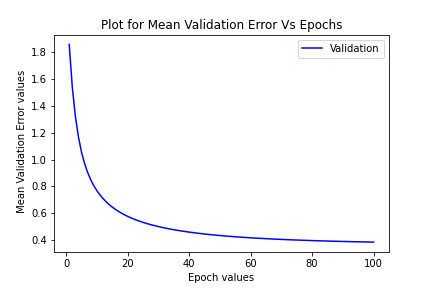 Plot for Mean Validation Error Vs Epochs
Validation
Mean Validation Error values
1.8
1.6
1.4
1.2
1.0
0.8
0.6
0.4
0 20 40 60 80 100
Epoch values